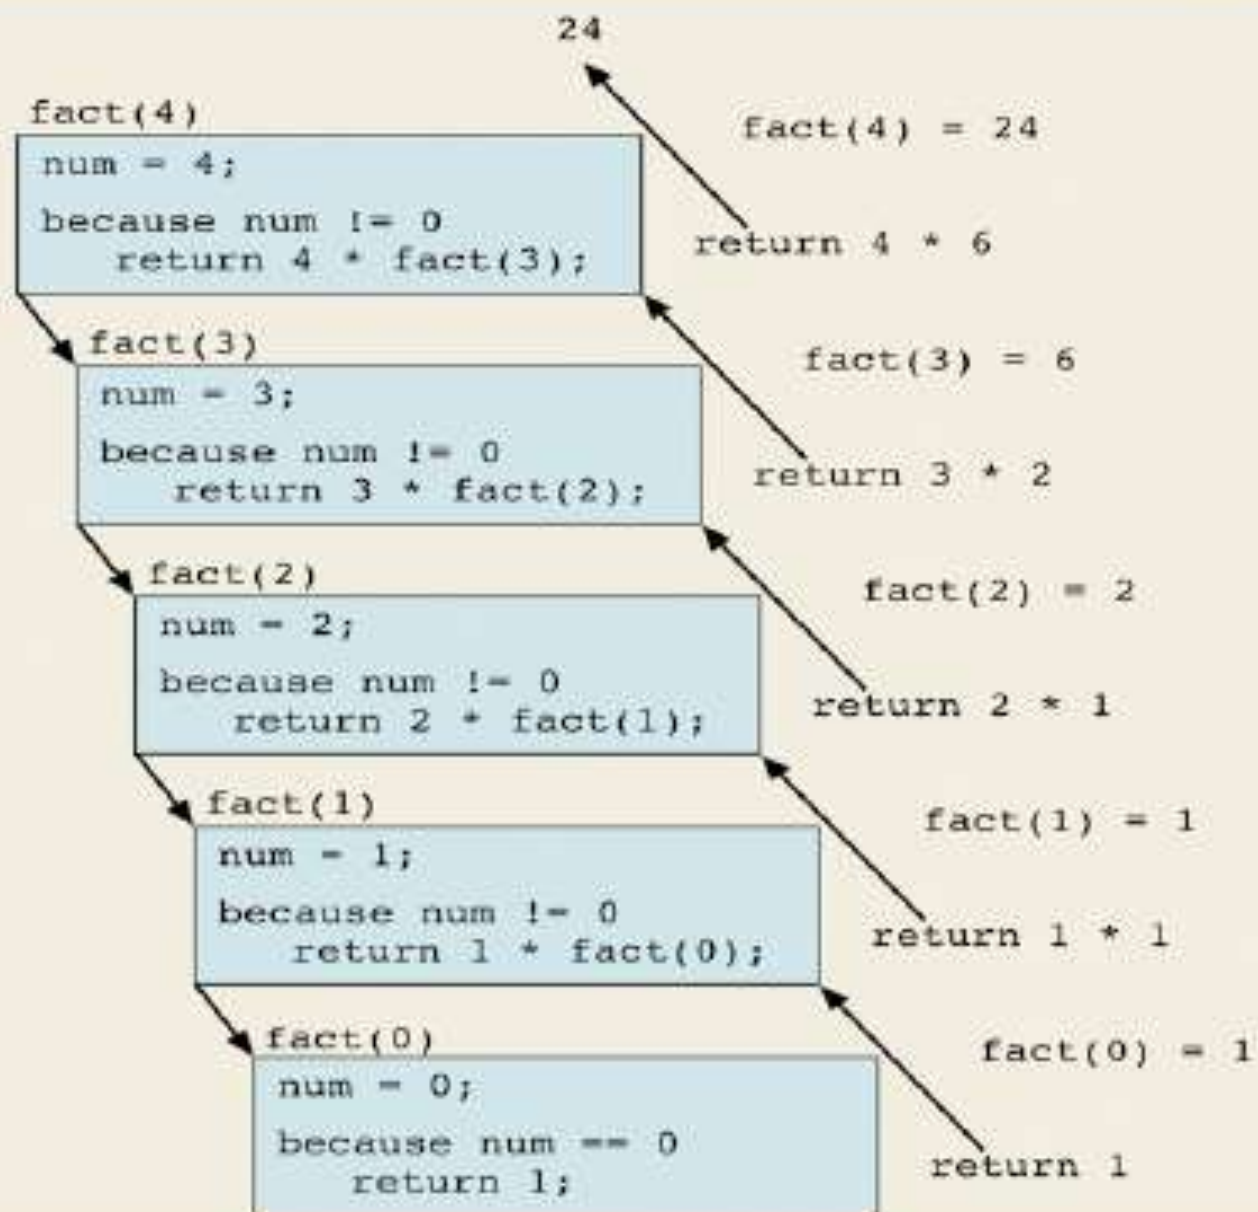 24
fact(4)
fact(4) = 24
num = 4;
because num != 0
return 4 * fact(3);
return 4 * 6
fact(3)
fact(3) = 6
num = 3;
because num != 0
return 3 * fact(2);
return 3 * 2
fact(2)
fact(2) = 2
num = 2;
because num != 0
return 2 * fact(1);
return 2 * 1
fact(1)
fact(1) = 1
num = 1;
because num != 0
return 1 * fact(0);
return 1 * 1
fact(0)
fact(0) = 1
num = 0;
because num == 0
return 1;
return 1